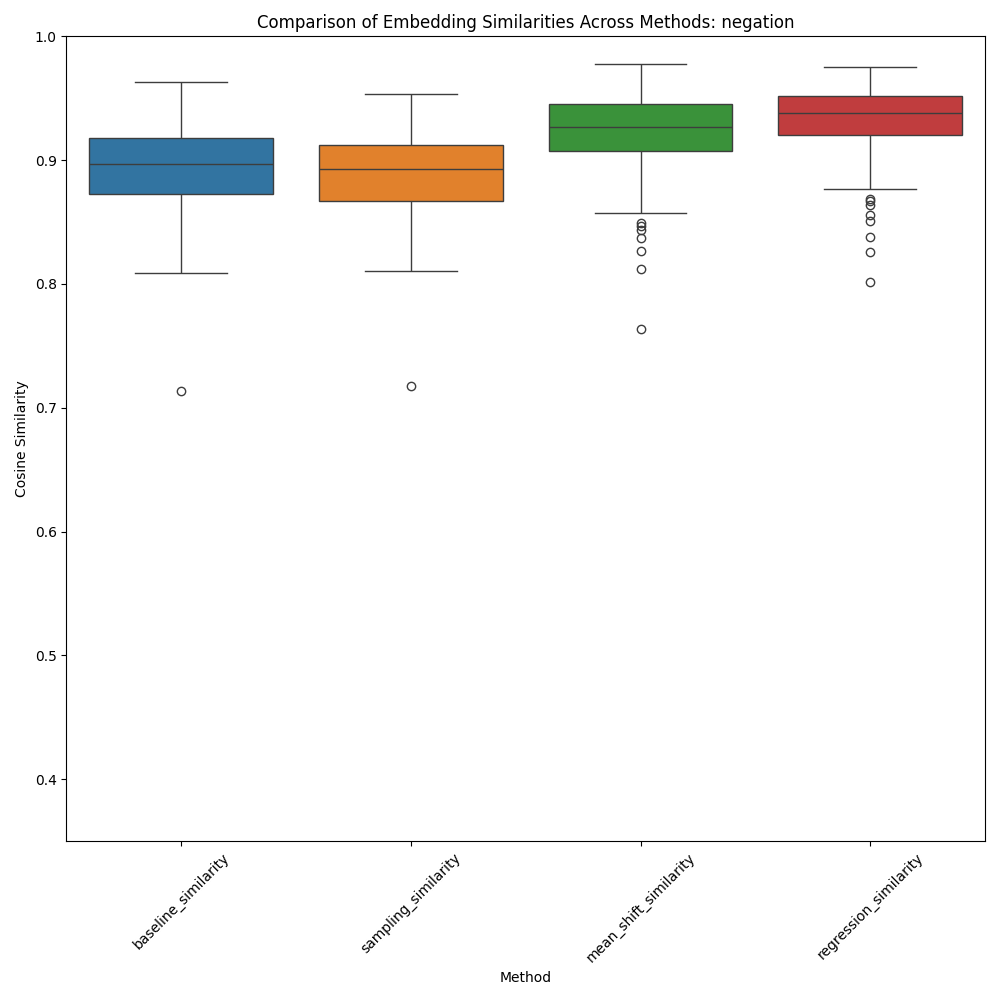 Comparison of Embedding Similarities Across Methods: negation
1.0
0.9
0.8
0.7
0.6
0.5
0.4
Cosine Similarity
baseline_similarity
sampling_similarity
mean_shift_similarity
regression_similarity
Method